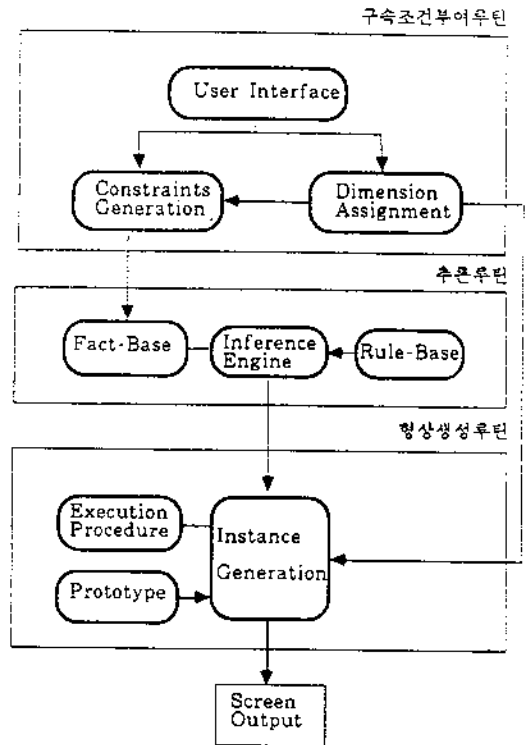 구속조건부여루틴
User Interface
Constraints
Generation
Dimension
Assignment
추론루틴
Fact-Base
Inference
Engine
Rule-Base
형상생성루틴
Execution
Procedure
Instance
Generation
Prototype
Screen
Output